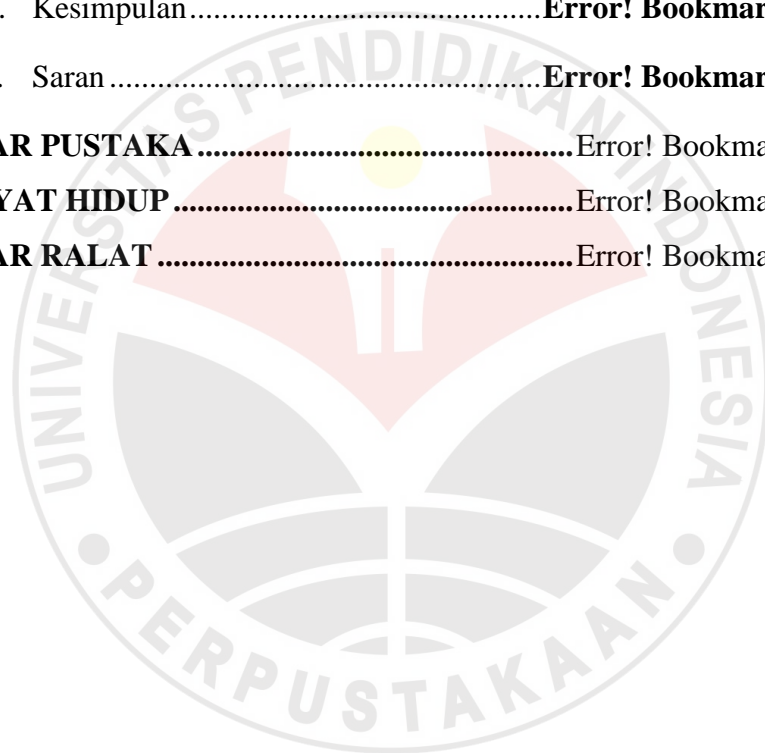 . Kesimpulan............................................. Error! Bookmar
. Saran....................................................... Error! Bookmar
AR PUSTAKA................................................ Error! Bookma
YAT HIDUP................................................... Error! Bookma
AR RALAT..................................................... Error! Bookma
UNIVERSITAS PENDIDIKAN INDONESIA
• PERPUSTAKAAN •